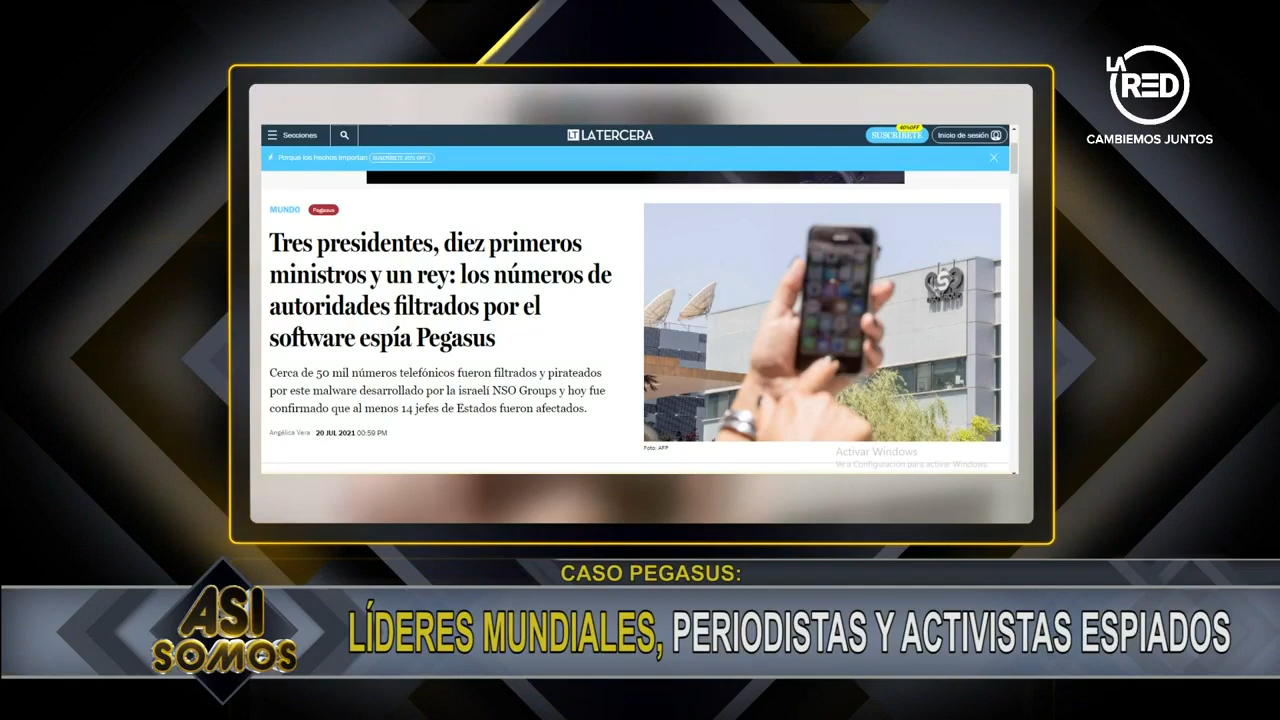 LA
RED
CAMBIEMOS JUNTOS
Secciones
LT LATERCERA
40%OFF
SUSCRÍBETE
Inicio de sesión
Porque los hechos importan
SUSCRÍBETE 40% OFF
MUNDO
Pegasus
Tres presidentes, diez primeros
ministros y un rey: los números de
autoridades filtrados por el
software espía Pegasus
Cerca de 50 mil números telefónicos fueron filtrados y pirateados
por este malware desarrollado por la israelí NSO Groups y hoy fue
confirmado que al menos 14 jefes de Estados fueron afectados.
Angélica Vera 20 JUL 2021 00:59 PM
Foto: AFP
Activar Windows
Ve a Configuración para activar Windows.
CASO PEGASUS:
ASI
SOMOS
LÍDERES MUNDIALES, PERIODISTAS Y ACTIVISTAS ESPIADOS